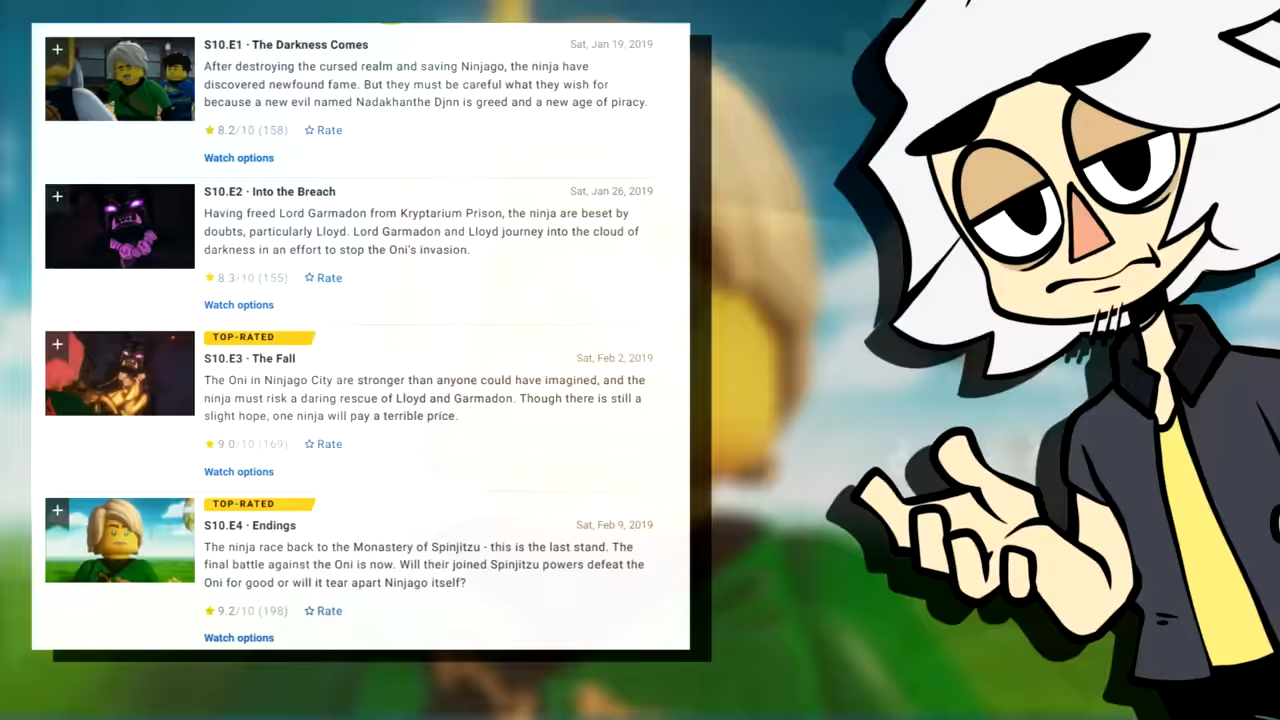 S10.E1 · The Darkness Comes
Sat, Jan 19, 2019
After destroying the cursed realm and saving Ninjago, the ninja have
discovered newfound fame. But they must be careful what they wish for
because a new evil named Nadakhanthe Djnn is greed and a new age of piracy.
8.2/10 (158)
Rate
Watch options
S10.E2 · Into the Breach
Sat, Jan 26, 2019
Having freed Lord Garmadon from Kryptarium Prison, the ninja are beset by
doubts, particularly Lloyd. Lord Garmadon and Lloyd journey into the cloud of
darkness in an effort to stop the Oni's invasion.
8.3/10 (155)
Rate
Watch options
TOP-RATED
S10.E3 · The Fall
Sat, Feb 2, 2019
The Oni in Ninjago City are stronger than anyone could have imagined, and the
ninja must risk a daring rescue of Lloyd and Garmadon. Though there is still a
slight hope, one ninja will pay a terrible price.
9.0/10 (169)
Rate
Watch options
TOP-RATED
S10.E4 · Endings
Sat, Feb 9, 2019
The ninja race back to the Monastery of Spinjitzu - this is the last stand. The
final battle against the Oni is now. Will their joined Spinjitzu powers defeat the
Oni for good or will it tear apart Ninjago itself?
9.2/10 (198)
Rate
Watch options